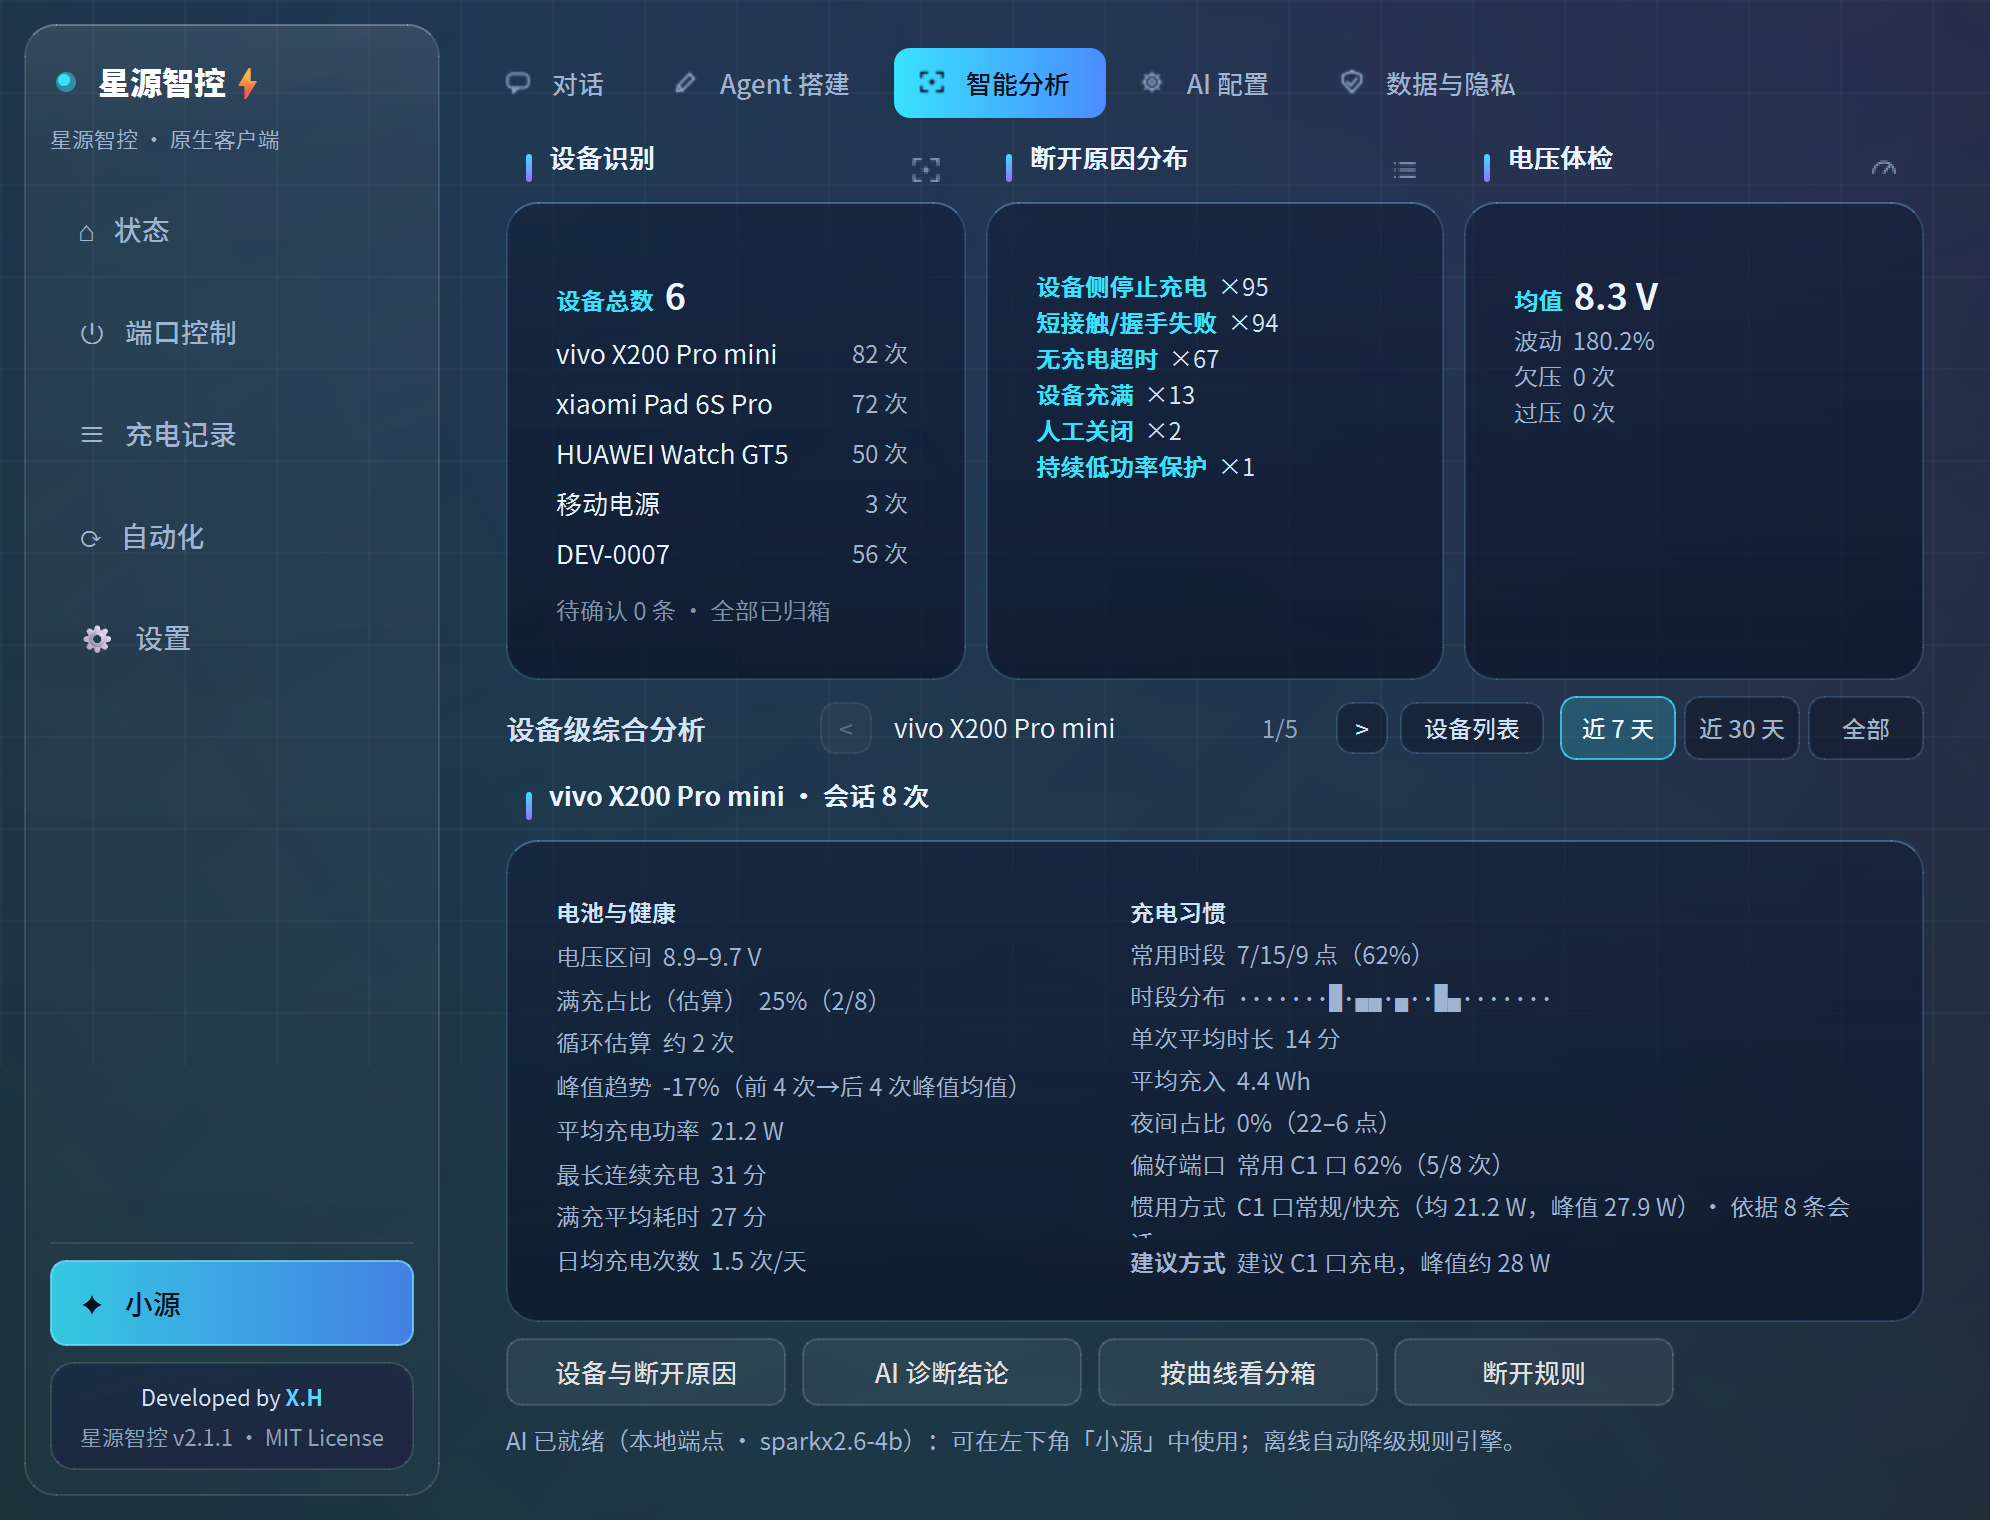 星源智控⚡
星源智控 • 原生客户端
状态
端口控制
充电记录
自动化
设置
小源
Developed by X.H
星源智控 v2.1.1 • MIT License
对话
Agent 搭建
智能分析
AI 配置
数据与隐私
设备识别
设备总数 6
vivo X200 Pro mini 82 次
xiaomi Pad 6S Pro 72 次
HUAWEI Watch GT5 50 次
移动电源 3 次
DEV-0007 56 次
待确认 0 条 • 全部已归箱
断开原因分布
设备侧停止充电 ×95
短接触/握手失败 ×94
无充电超时 ×67
设备充满 ×13
人工关闭 ×2
持续低功率保护 ×1
电压体检
均值 8.3 V
波动 180.2%
欠压 0 次
过压 0 次
设备级综合分析 < vivo X200 Pro mini 1/5 > 设备列表 近 7 天 近 30 天 全部
vivo X200 Pro mini • 会话 8 次
电池与健康
电压区间 8.9–9.7 V
满充占比（估算） 25%（2/8）
循环估算 约 2 次
峰值趋势 -17%（前 4 次→后 4 次峰值均值）
平均充电功率 21.2 W
最长连续充电 31 分
满充平均耗时 27 分
日均充电次数 1.5 次/天
充电习惯
常用时段 7/15/9 点（62%）
时段分布 ·······█·▄▄·▄··█▄·······
单次平均时长 14 分
平均充入 4.4 Wh
夜间占比 0%（22–6 点）
偏好端口 常用 C1 口 62%（5/8 次）
惯用方式 C1 口常规/快充（均 21.2 W，峰值 27.9 W） • 依据 8 条会
建议方式 建议 C1 口充电，峰值约 28 W
设备与断开原因
AI 诊断结论
按曲线看分箱
断开规则
AI 已就绪（本地端点 • sparkx2.6-4b）：可在左下角「小源」中使用；离线自动降级规则引擎。